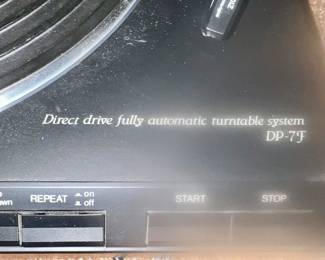 Direct drive fully automatic turntable system
DP-7F
REPEAT on
off
START
STOP